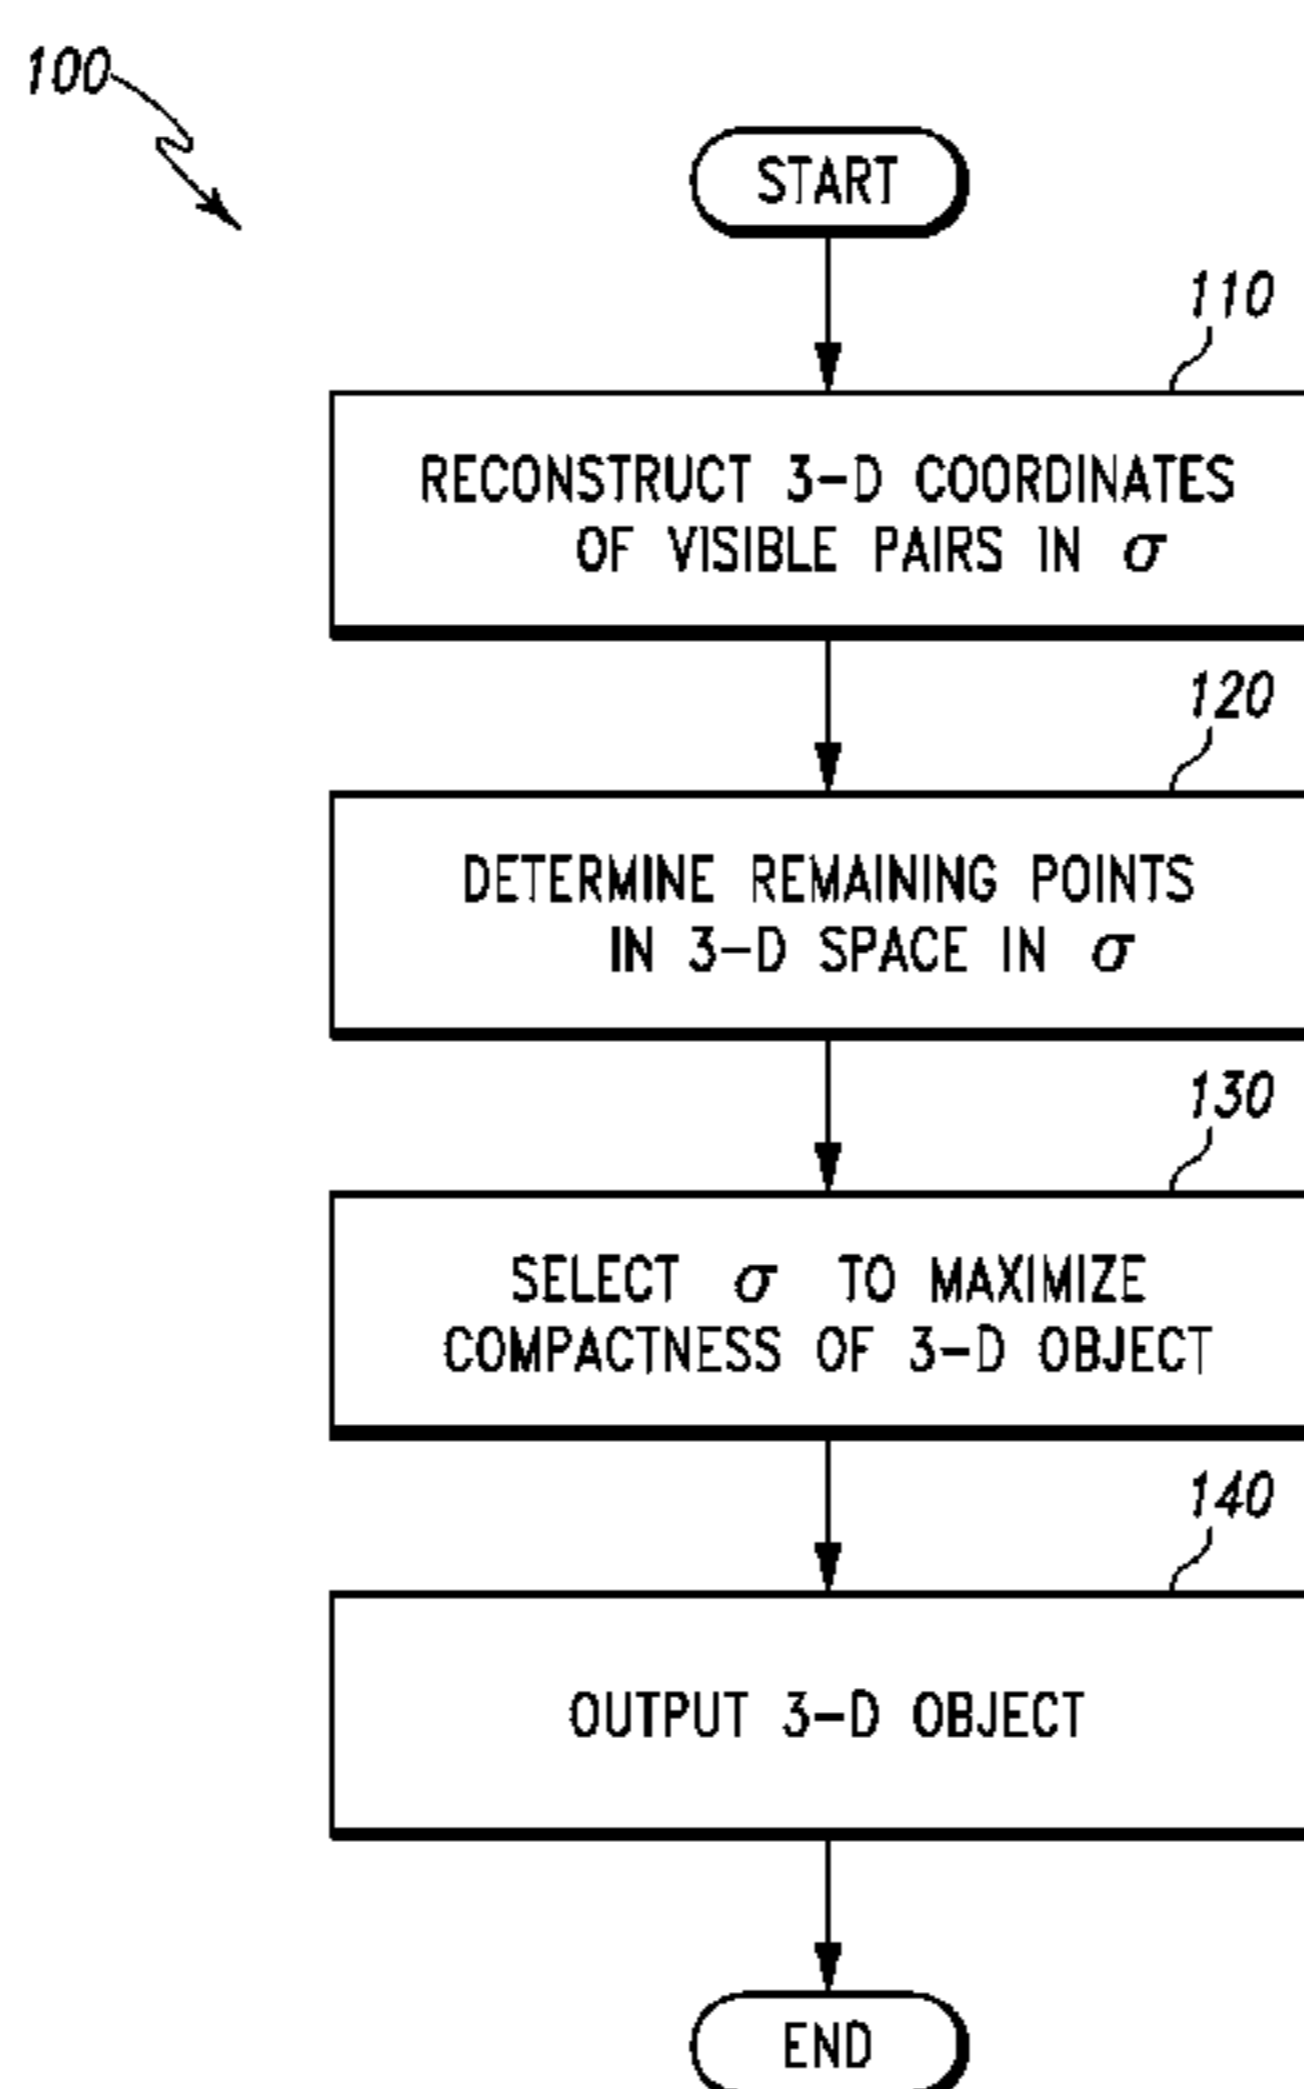 100
START
110
RECONSTRUCT 3-D COORDINATES
OF VISIBLE PAIRS IN σ
120
DETERMINE REMAINING POINTS
IN 3-D SPACE IN σ
130
SELECT σ TO MAXIMIZE
COMPACTNESS OF 3-D OBJECT
140
OUTPUT 3-D OBJECT
END